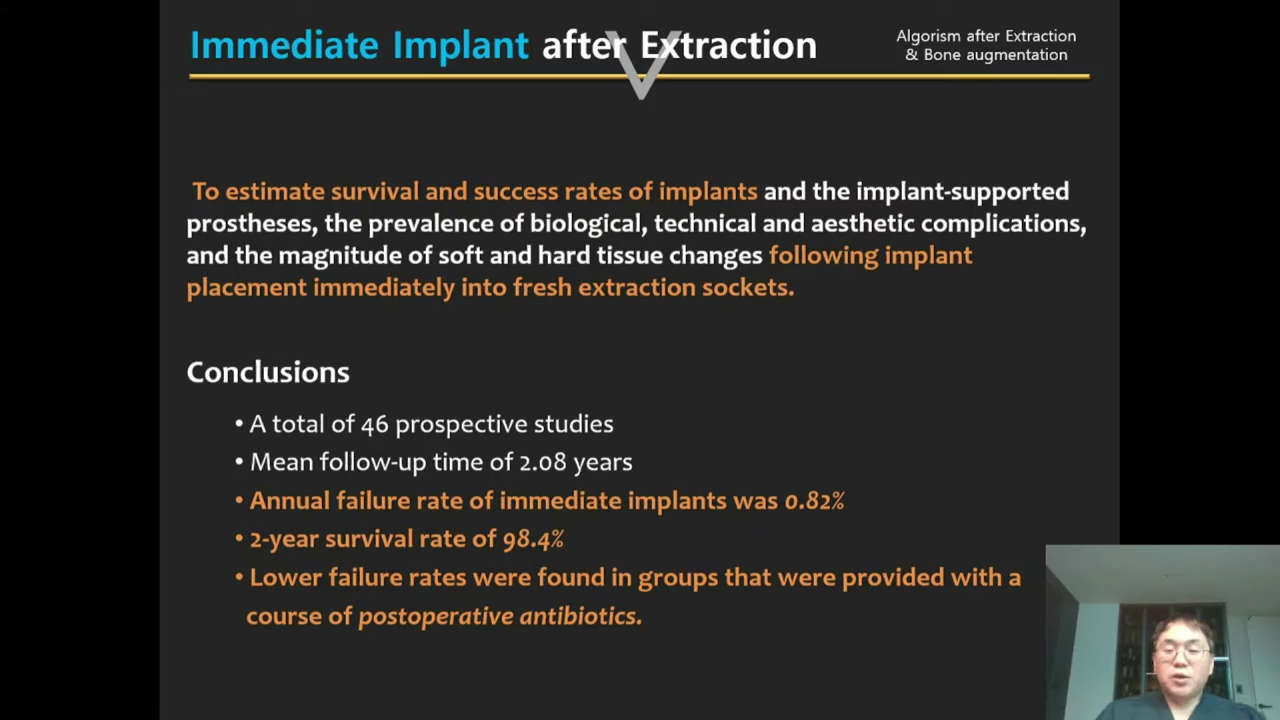 Immediate Implant after Extraction
Algorism after Extraction
& Bone augmentation
To estimate survival and success rates of implants and the implant-supported
prostheses, the prevalence of biological, technical and aesthetic complications,
and the magnitude of soft and hard tissue changes following implant
placement immediately into fresh extraction sockets.
Conclusions
• A total of 46 prospective studies
• Mean follow-up time of 2.08 years
• Annual failure rate of immediate implants was 0.82%
• 2-year survival rate of 98.4%
• Lower failure rates were found in groups that were provided with a
course of postoperative antibiotics.